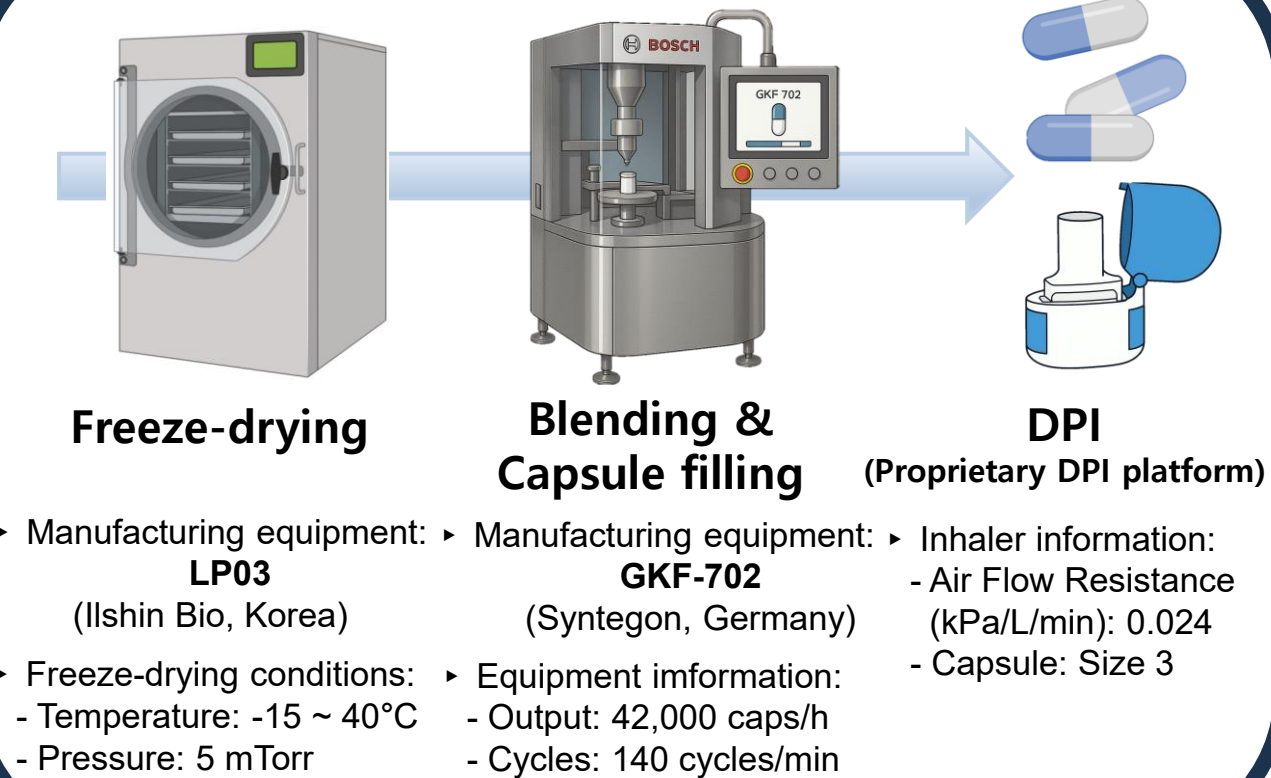 BOSCH
GKF 702
Freeze-drying
▸ Manufacturing equipment:
LP03
(Ilshin Bio, Korea)
▸ Freeze-drying conditions:
- Temperature: -15 ~ 40°C
- Pressure: 5 mTorr
Blending &
Capsule filling
▸ Manufacturing equipment:
GKF-702
(Syntegon, Germany)
▸ Equipment imformation:
- Output: 42,000 caps/h
- Cycles: 140 cycles/min
DPI
(Proprietary DPI platform)
▸ Inhaler information:
- Air Flow Resistance
(kPa/L/min): 0.024
- Capsule: Size 3